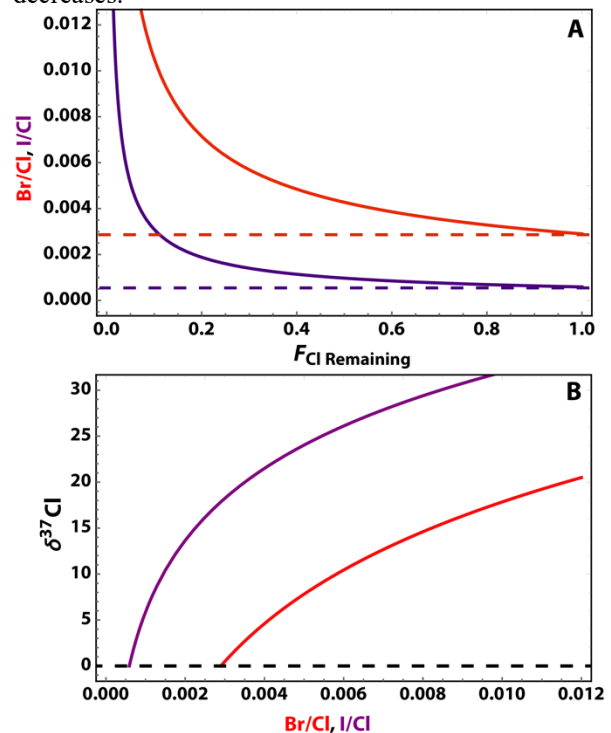 decreases.
A
0.012
0.010
0.008
0.006
0.004
0.002
0.000
Br/Cl, I/Cl
0.0 0.2 0.4 0.6 0.8 1.0
FCl Remaining
B
30
25
20
15
10
5
0
δ37Cl
0.000 0.002 0.004 0.006 0.008 0.010 0.012
Br/Cl, I/Cl